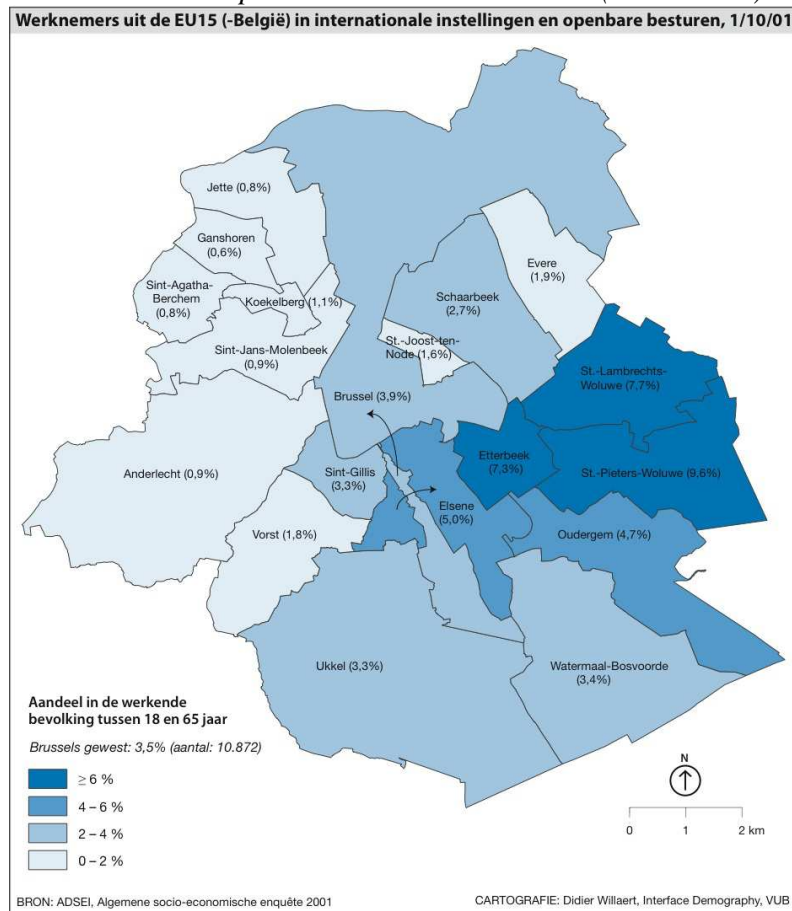 Werknemers uit de EU15 (-België) in internationale instellingen en openbare besturen, 1/10/01
Jette (0,8%)
Ganshoren
(0,6%)
Sint-Agatha-
Berchem
(0,8%)
Koekelberg (1,1%)
Sint-Jans-Molenbeek
(0,9%)
Evere
(1,9%)
Schaarbeek
(2,7%)
St.-Joost-ten-
Node (1,6%)
St.-Lambrechts-
Woluwe (7,7%)
Brussel (3,9%)
Etterbeek
(7,3%)
St.-Pieters-Woluwe (9,6%)
Anderlecht (0,9%)
Sint-Gillis
(3,3%)
Elsene
(5,0%)
Vorst (1,8%)
Oudergem (4,7%)
Ukkel (3,3%)
Watermaal-Bosvoorde
(3,4%)
Aandeel in de werkende
bevolking tussen 18 en 65 jaar
Brussels gewest: 3,5% (aantal: 10.872)
≥ 6 %
4 – 6 %
2 – 4 %
0 – 2 %
N
0 1 2 km
BRON: ADSEI, Algemene socio-economische enquête 2001
CARTOGRAFIE: Didier Willaert, Interface Demography, VUB